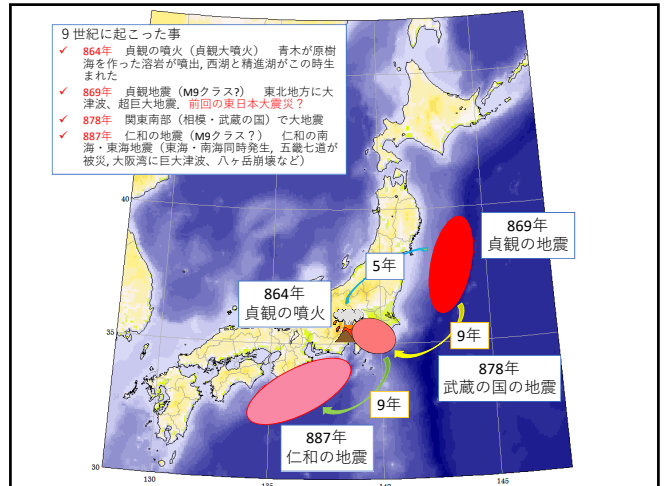 9世紀に起こった事
✓ 864年 貞観の噴火（貞観大噴火） 青木が原樹
海を作った溶岩が噴出, 西湖と精進湖がこの時生
まれた
✓ 869年 貞観地震（M9クラス?） 東北地方に大
津波、超巨大地震。前回の東日本大震災？
✓ 878年 関東南部（相模・武蔵の国）で大地震
✓ 887年 仁和の地震（M9クラス？） 仁和の南
海・東海地震（東海・南海同時発生, 五畿七道が
被災, 大阪湾に巨大津波、八ヶ岳崩壊など）
40
40
869年
貞観の地震
5年
864年
貞観の噴火
35
35
9年
878年
武蔵の国の地震
9年
887年
仁和の地震
30
130
135
140
145